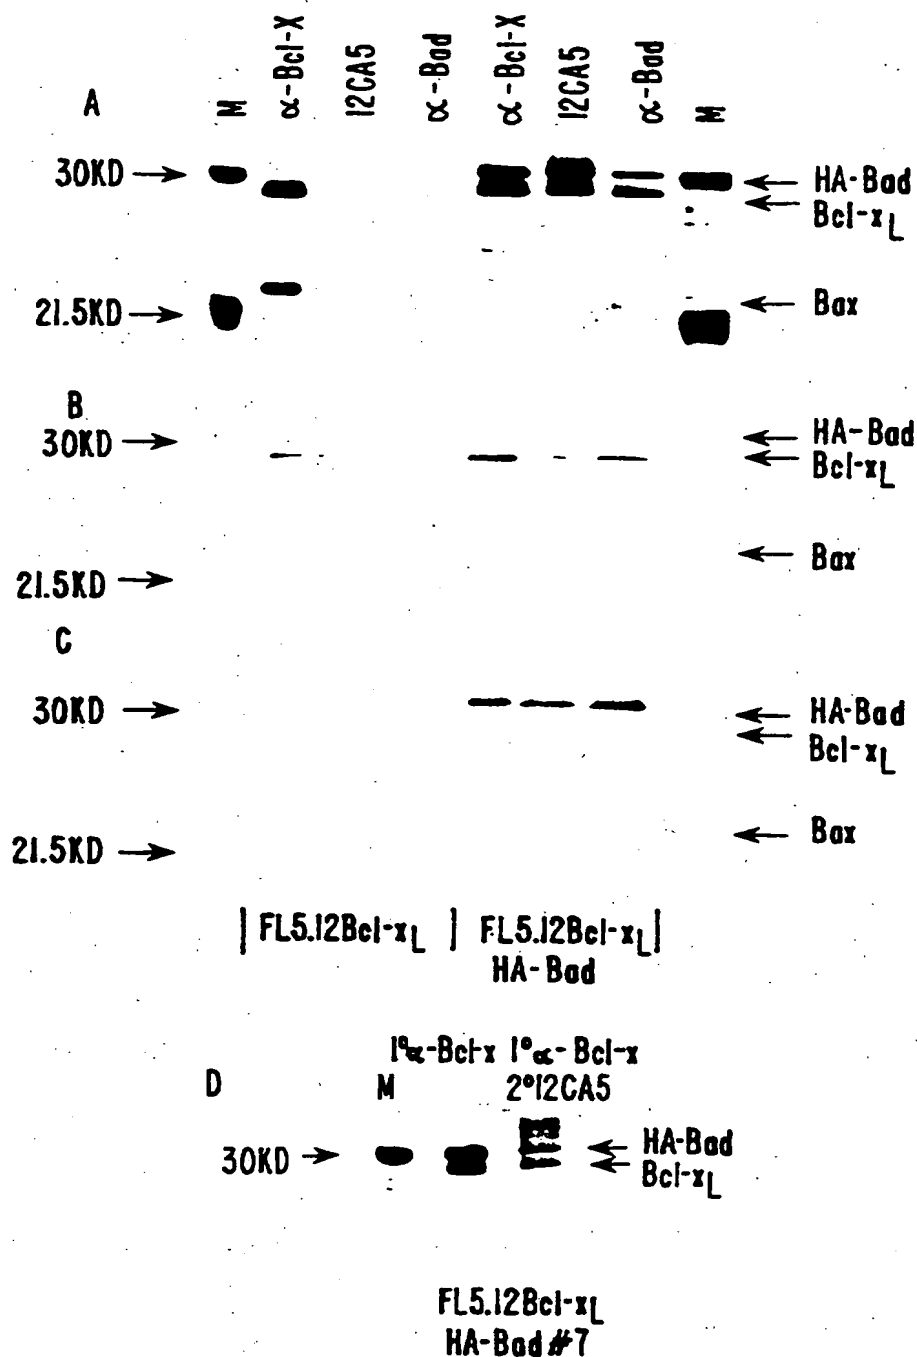 A
M
α-Bcl-X
12CA5
α-Bad
α-Bcl-X
12CA5
α-Bad
M
30KD
HA-Bad
Bcl-xL
21.5KD
Bax
B
30KD
HA-Bad
Bcl-xL
Bax
21.5KD
C
30KD
HA-Bad
Bcl-xL
Bax
21.5KD
| FL5.12Bcl-xL | FL5.12Bcl-xL|
HA-Bad
1°α-Bcl-x 1°α-Bcl-x
D M 2°12CA5
30KD
HA-Bad
Bcl-xL
FL5.12Bcl-xL
HA-Bad #7